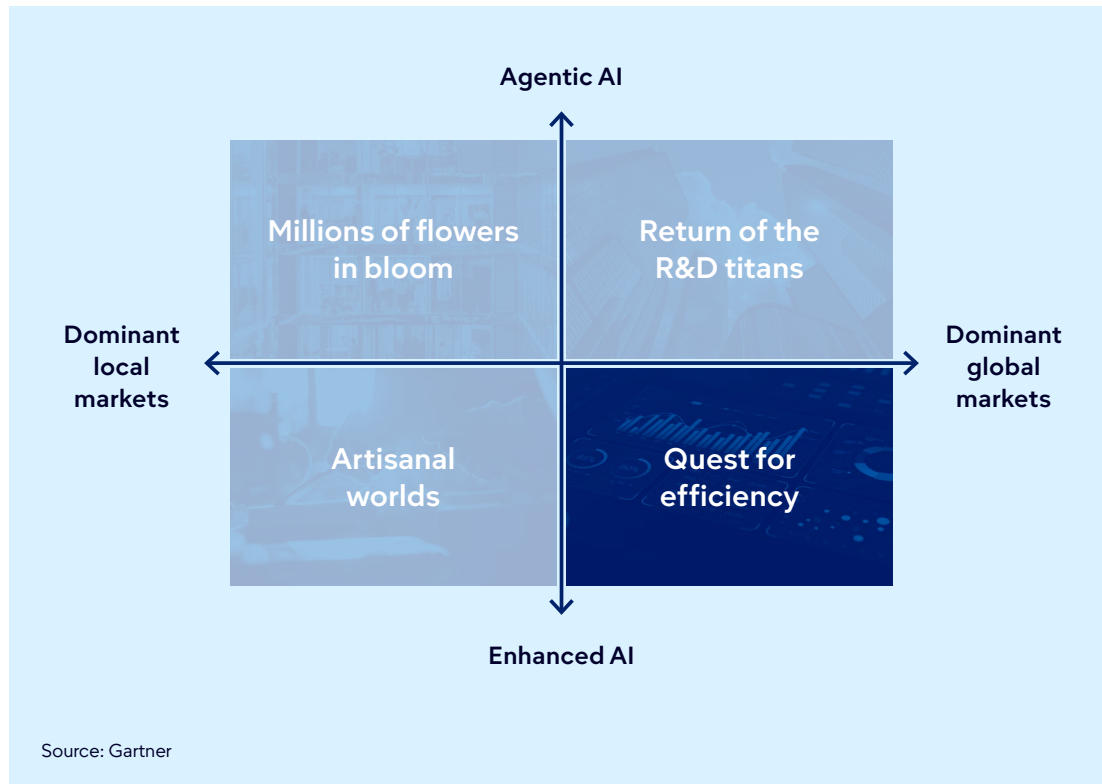 Agentic AI
Millions of flowers
in bloom
Return of the
R&D titans
Dominant
local
markets
Dominant
global
markets
Artisanal
worlds
Quest for
efficiency
Enhanced AI
Source: Gartner